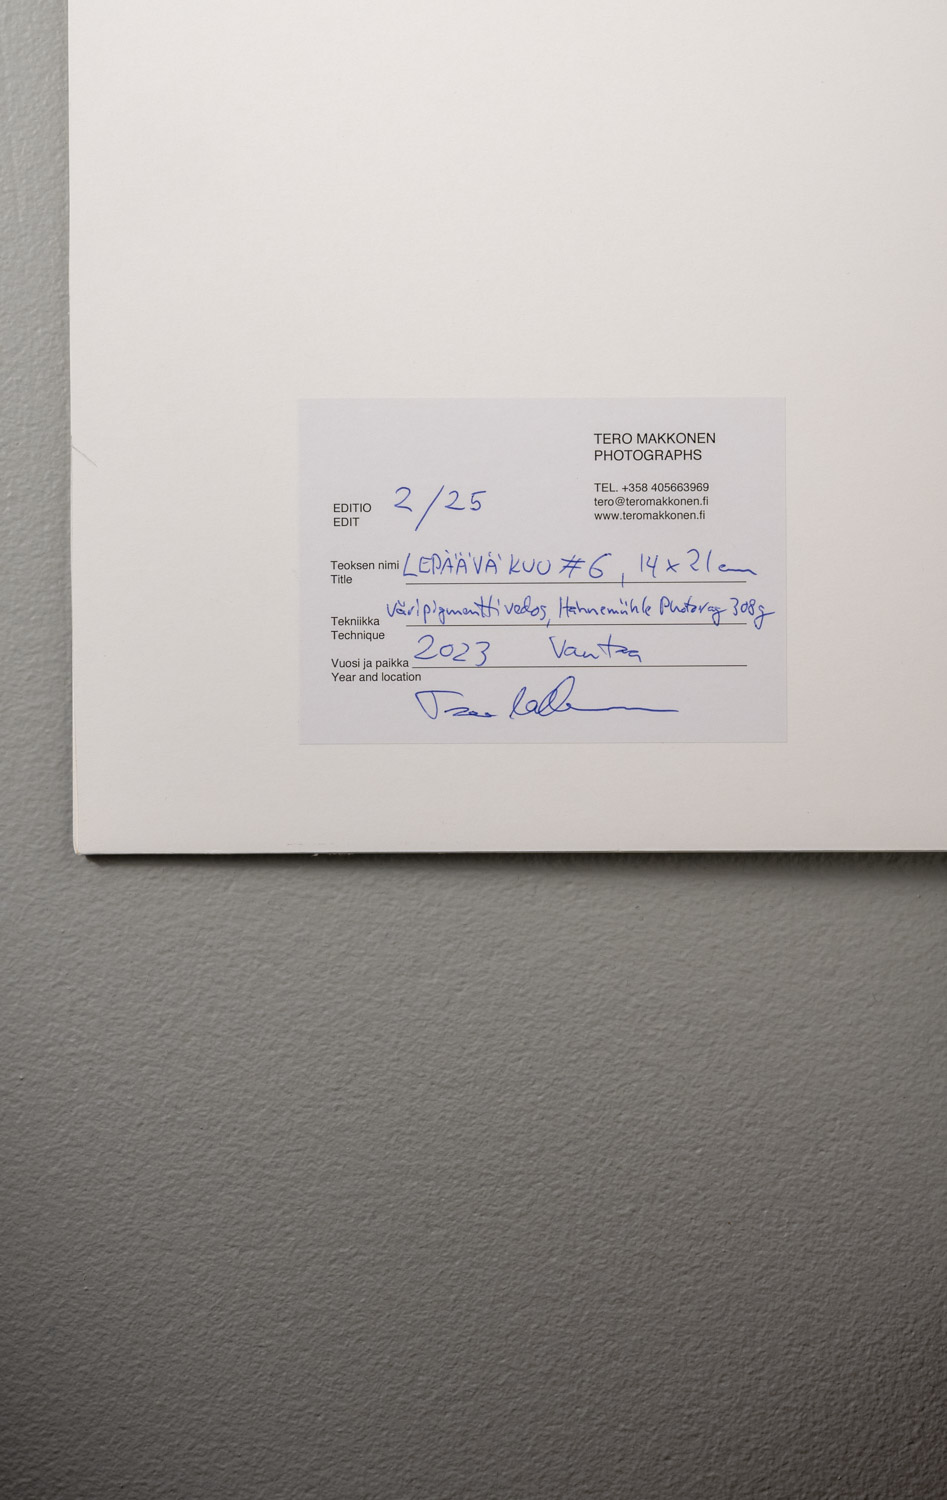 TERO MAKKONEN
PHOTOGRAPHS
TEL. +358 405663969
tero@teromakkonen.fi
www.teromakkonen.fi
EDITIO 2/25
EDIT
Teoksen nimi LEPÄÄVÄ KUU #6, 14 x 21 cm
Title
Tekniikka Väripigmenttivedos, Hahnemühle Photorag 308g
Technique
Vuosi ja paikka 2023 Vantaa
Year and location